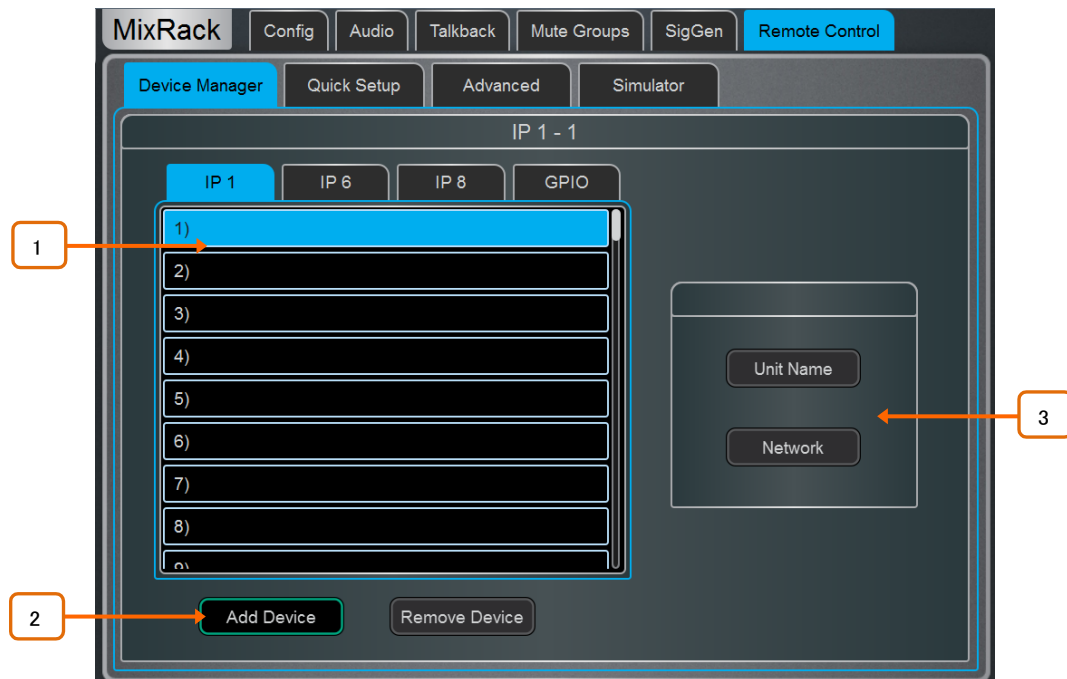 MixRack Config Audio Talkback Mute Groups SigGen Remote Control
Device Manager Quick Setup Advanced Simulator
IP 1 - 1
IP 1 IP 6 IP 8 GPIO
1)
2)
3)
4)
5)
6)
7)
8)
9)
Unit Name
Network
Add Device Remove Device
1
2
3